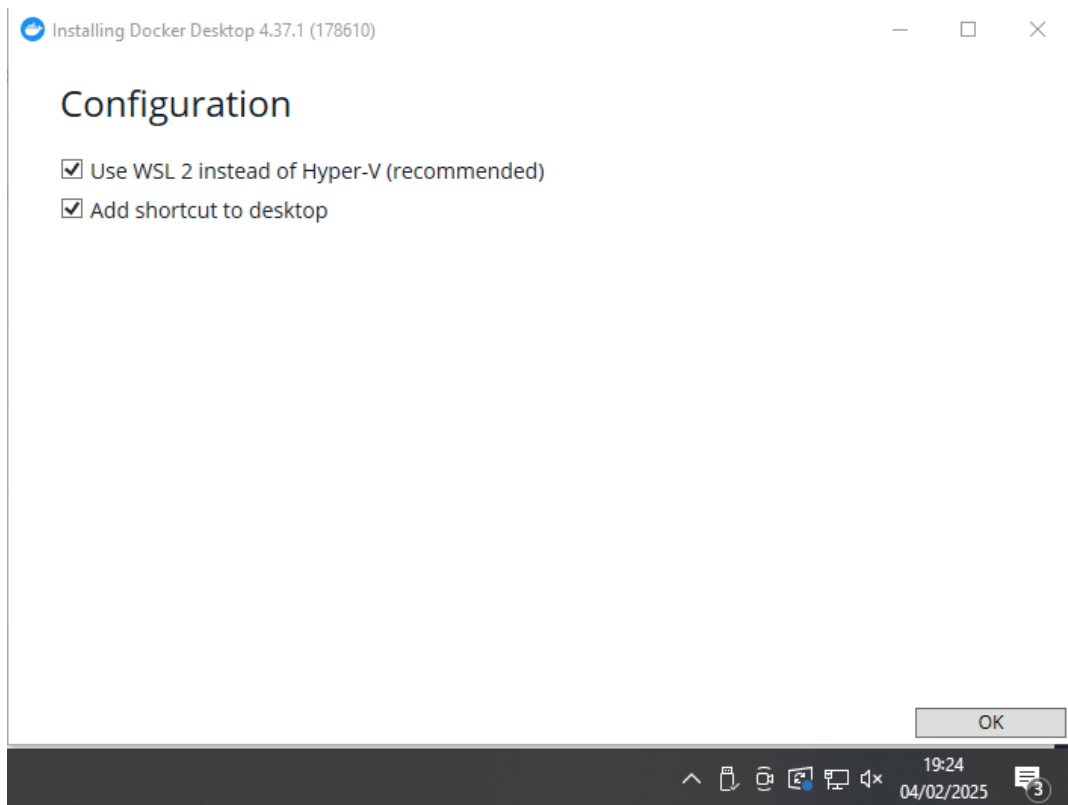 Installing Docker Desktop 4.37.1 (178610)
Configuration
Use WSL 2 instead of Hyper-V (recommended)
Add shortcut to desktop
OK
19:24
04/02/2025
3